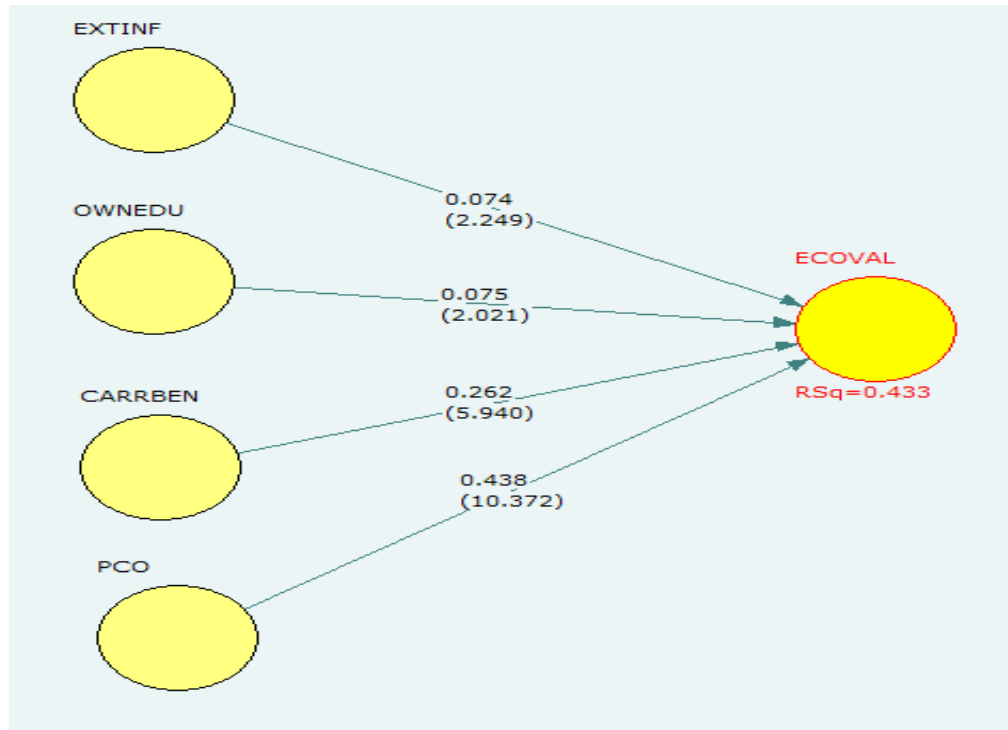 EXTINF
0.074
(2.249)
OWNEDU
ECOVAL
0.075
(2.021)
CARRBEN
0.262
(5.940)
RSq=0.433
0.438
(10.372)
PCO